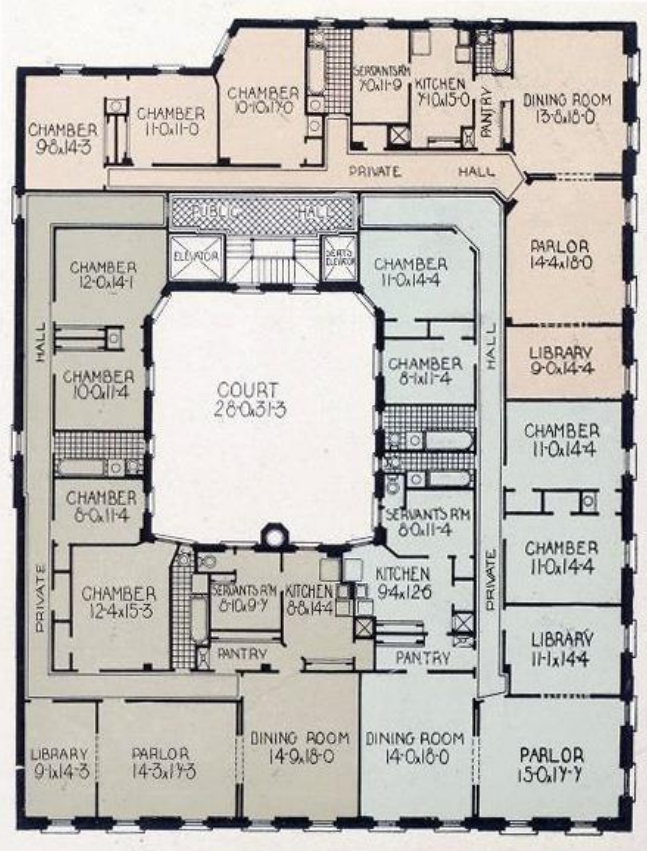 CHAMBER
9-8x14-3
CHAMBER
11-0x11-0
CHAMBER
10-10x17-0
SERVANTS RM
7-0x11-9
KITCHEN
7-10x15-0
PANTRY
DINING ROOM
13-8x18-0
PRIVATE HALL
PUBLIC HALL
ELEVATOR
SERTS
ELEVATOR
PARLOR
14-4x18-0
LIBRARY
9-0x14-4
CHAMBER
12-0x14-1
CHAMBER
10-0x11-4
CHAMBER
8-0x11-4
CHAMBER
12-4x15-3
PRIVATE HALL
COURT
28-0x31-3
CHAMBER
11-0x14-4
CHAMBER
8-1x11-4
SERVANTS R'M
8-0x11-4
KITCHEN
9-4x12-6
PANTRY
PRIVATE HALL
CHAMBER
11-0x14-4
CHAMBER
11-0x14-4
LIBRARY
11-1x14-4
SERVANTS R'M
8-10x9-7
KITCHEN
8-8x14-4
PANTRY
LIBRARY
9-1x14-3
PARLOR
14-3x17-3
DINING ROOM
14-9x18-0
DINING ROOM
14-0x18-0
PARLOR
15-0x17-7